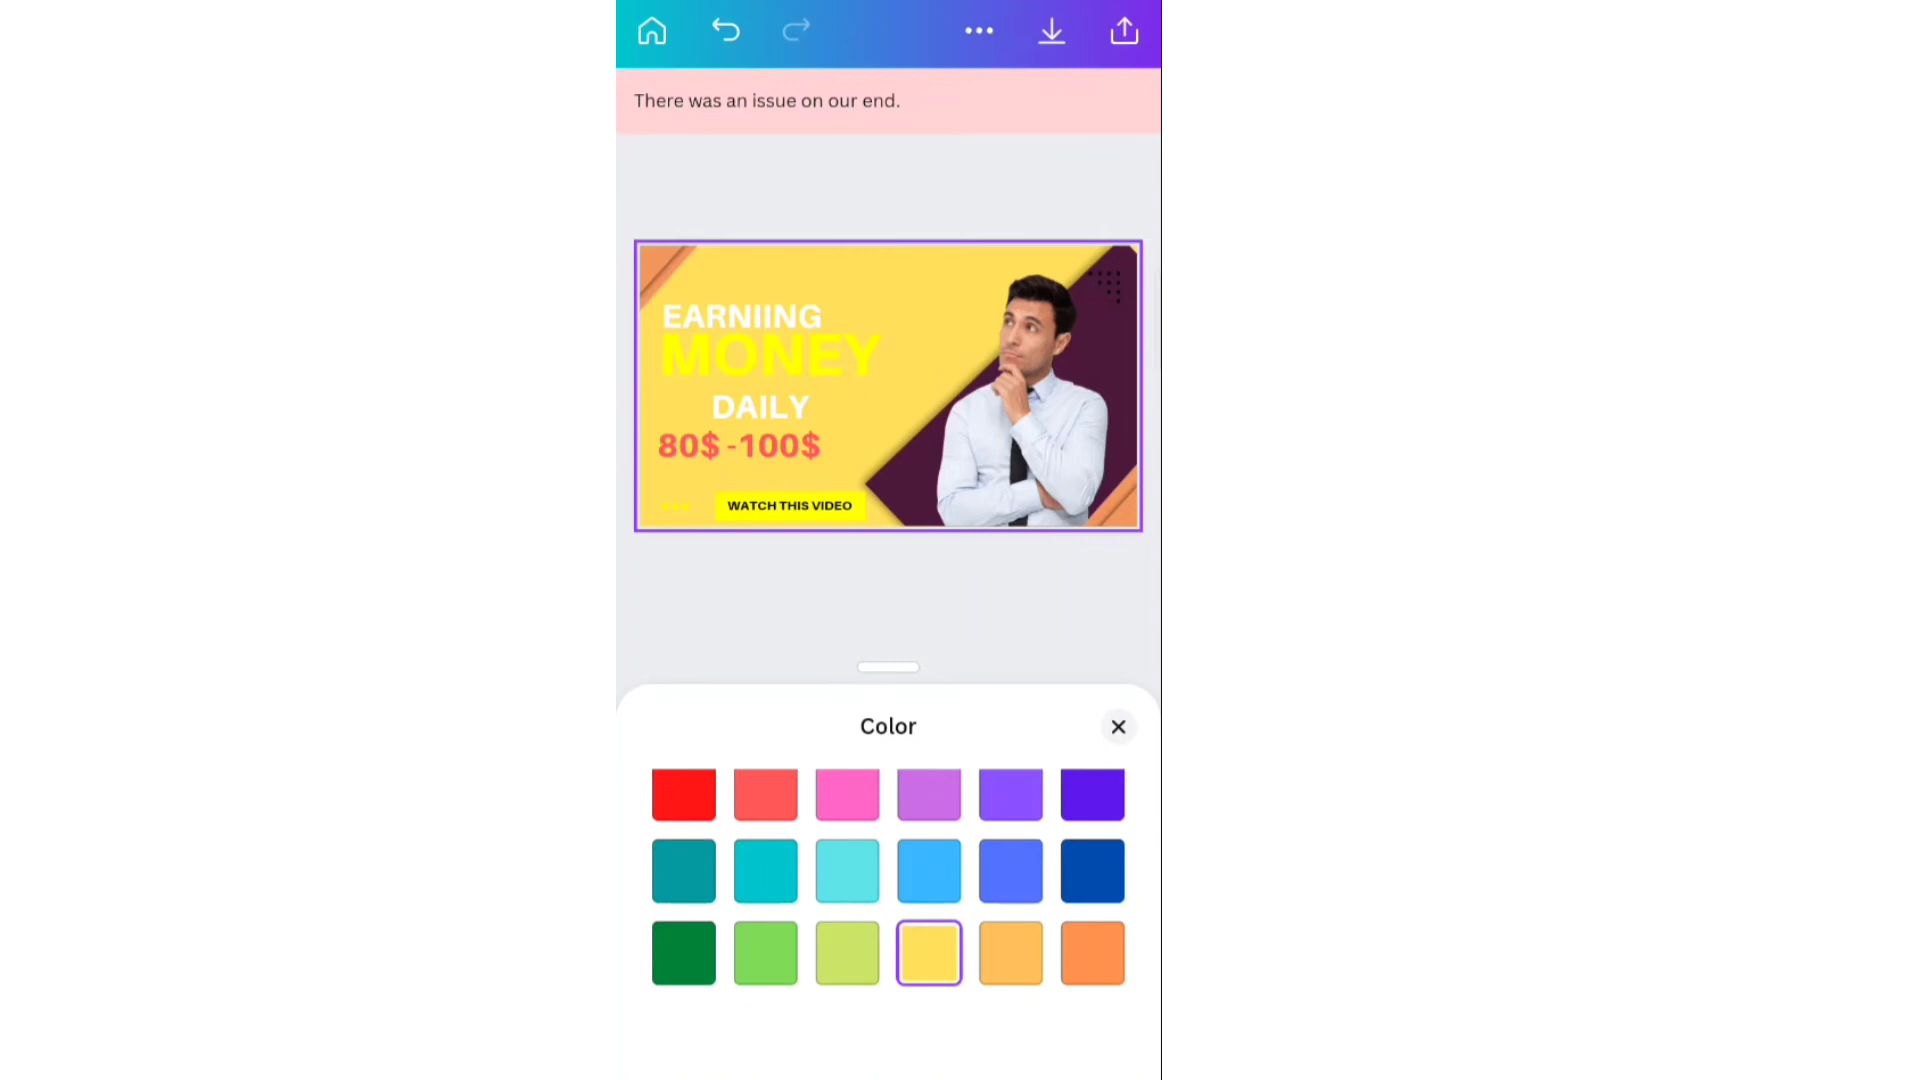 There was an issue on our end.
EARNIING
MONEY
DAILY
80$ -100$
WATCH THIS VIDEO
Color